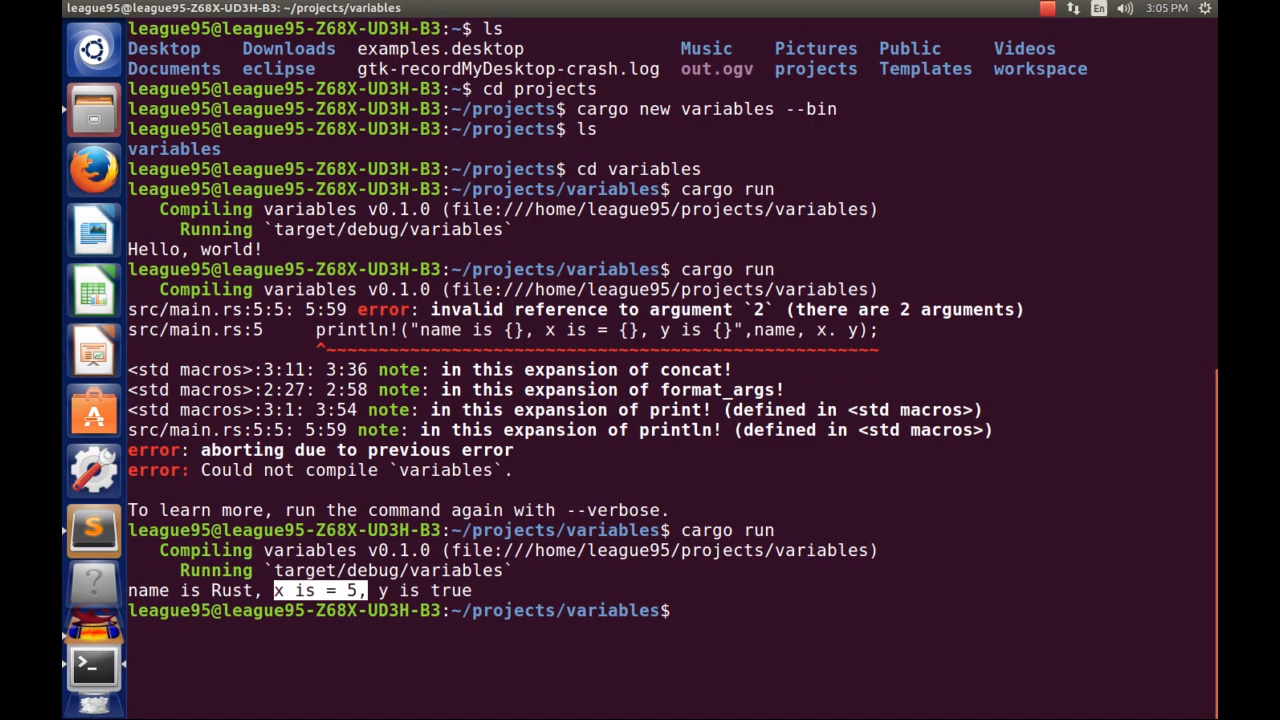 league95@league95-Z68X-UD3H-B3: ~/projects/variables En 3:05 PM
league95@league95-Z68X-UD3H-B3:~$ ls
Desktop Downloads examples.desktop Music Pictures Public Videos
Documents eclipse gtk-recordMyDesktop-crash.log out.ogv projects Templates workspace
league95@league95-Z68X-UD3H-B3:~$ cd projects
league95@league95-Z68X-UD3H-B3:~/projects$ cargo new variables --bin
league95@league95-Z68X-UD3H-B3:~/projects$ ls
variables
league95@league95-Z68X-UD3H-B3:~/projects$ cd variables
league95@league95-Z68X-UD3H-B3:~/projects/variables$ cargo run
Compiling variables v0.1.0 (file:///home/league95/projects/variables)
Running `target/debug/variables`
Hello, world!
league95@league95-Z68X-UD3H-B3:~/projects/variables$ cargo run
Compiling variables v0.1.0 (file:///home/league95/projects/variables)
src/main.rs:5:5: 5:59 error: invalid reference to argument `2` (there are 2 arguments)
src/main.rs:5     println!("name is {}, x is = {}, y is {}",name, x. y);
^~~~~~~~~~~~~~~~~~~~~~~~~~~~~~~~~~~~~~~~~~~~~~~~~~~~~~
<std macros>:3:11: 3:36 note: in this expansion of concat!
<std macros>:2:27: 2:58 note: in this expansion of format_args!
<std macros>:3:1: 3:54 note: in this expansion of print! (defined in <std macros>)
src/main.rs:5:5: 5:59 note: in this expansion of println! (defined in <std macros>)
error: aborting due to previous error
error: Could not compile `variables`.
To learn more, run the command again with --verbose.
league95@league95-Z68X-UD3H-B3:~/projects/variables$ cargo run
Compiling variables v0.1.0 (file:///home/league95/projects/variables)
Running `target/debug/variables`
name is Rust, x is = 5, y is true
league95@league95-Z68X-UD3H-B3:~/projects/variables$